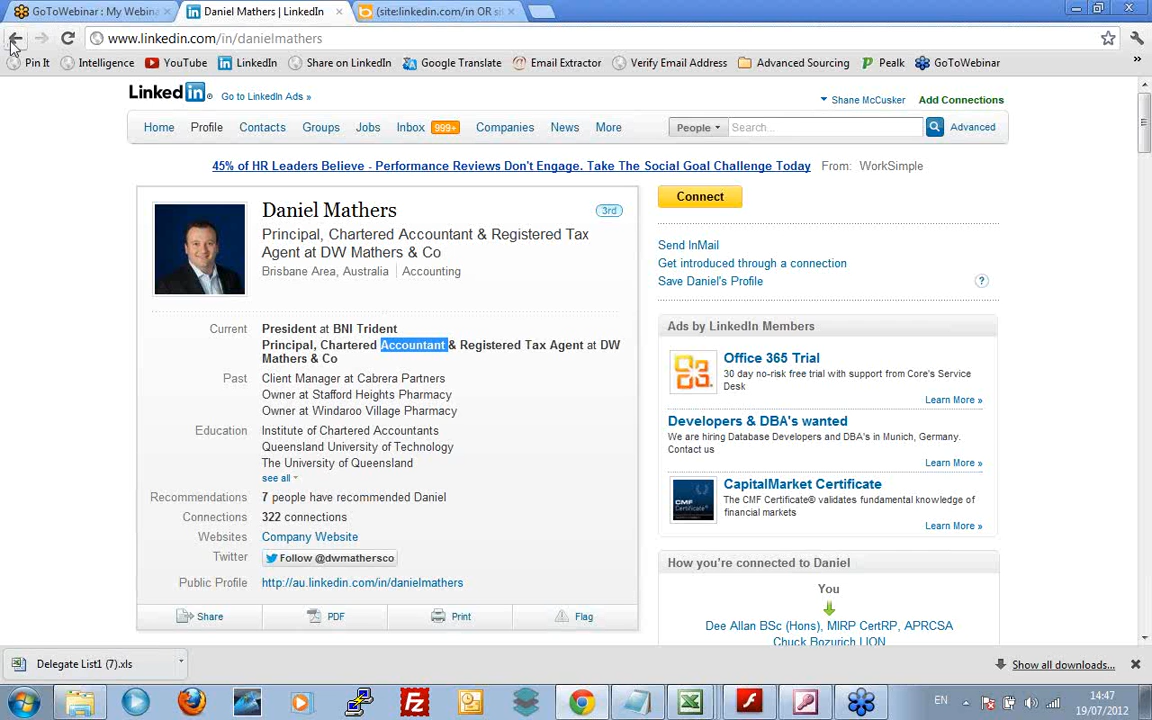 GoToWebinar : My Webina
Daniel Mathers | LinkedIn
(site:linkedin.com/in OR si
www.linkedin.com/in/danielmathers
Pin It
Intelligence
YouTube
LinkedIn
Share on LinkedIn
Google Translate
Email Extractor
Verify Email Address
Advanced Sourcing
Pealk
GoToWebinar
»
Linked in
Go to LinkedIn Ads »
Shane McCusker
Add Connections
Home
Profile
Contacts
Groups
Jobs
Inbox 999+
Companies
News
More
People
Search...
Advanced
45% of HR Leaders Believe - Performance Reviews Don't Engage. Take The Social Goal Challenge Today From: WorkSimple
Daniel Mathers
3rd
Principal, Chartered Accountant & Registered Tax
Agent at DW Mathers & Co
Brisbane Area, Australia | Accounting
Current
President at BNI Trident
Principal, Chartered Accountant & Registered Tax Agent at DW
Mathers & Co
Past
Client Manager at Cabrera Partners
Owner at Stafford Heights Pharmacy
Owner at Windaroo Village Pharmacy
Education
Institute of Chartered Accountants
Queensland University of Technology
The University of Queensland
see all
Recommendations
7 people have recommended Daniel
Connections
322 connections
Websites
Company Website
Twitter
Follow @dwmathersco
Public Profile
http://au.linkedin.com/in/danielmathers
Share
PDF
Print
Flag
Connect
Send InMail
Get introduced through a connection
Save Daniel's Profile
?
Ads by LinkedIn Members
Office 365 Trial
30 day no-risk free trial with support from Core's Service
Desk
Learn More »
Developers & DBA's wanted
We are hiring Database Developers and DBA's in Munich, Germany.
Contact us
Learn More »
CMF
CapitalMarket Certificate
The CMF Certificate® validates fundamental knowledge of
financial markets
Learn More »
How you're connected to Daniel
You
Dee Allan BSc (Hons), MIRP CertRP, APRCSA
Chuck Bozurich LION
Delegate List1 (7).xls
Show all downloads...
EN
14:47
19/07/2012